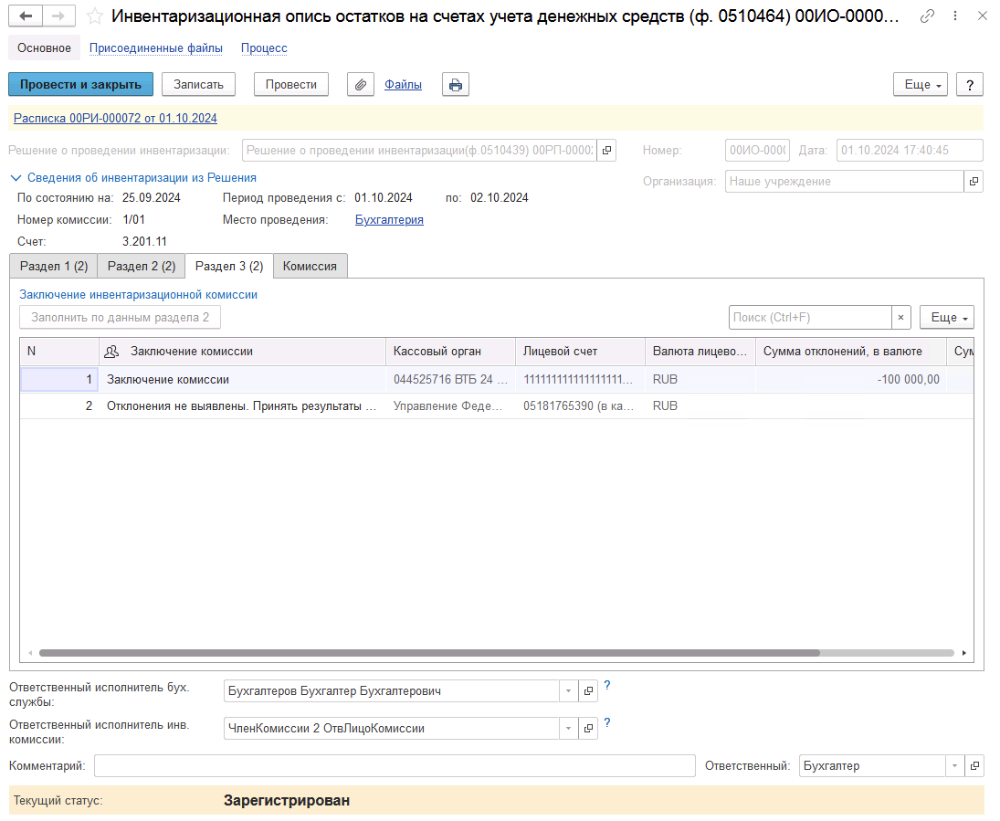 Инвентаризационная опись остатков на счетах учета денежных средств (ф. 0510464) 00ИО-0000...
Основное Присоединенные файлы Процесс
Провести и закрыть Записать Провести Файлы Еще ?
Расписка 00РИ-000072 от 01.10.2024
Решение о проведении инвентаризации: Решение о проведении инвентаризации(ф.0510439) 00РП-0000 Номер: 00ИО-000 Дата: 01.10.2024 17:40:45
Сведения об инвентаризации из Решения
Организация: Наше учреждение
По состоянию на: 25.09.2024 Период проведения с: 01.10.2024 по: 02.10.2024
Номер комиссии: 1/01 Место проведения: Бухгалтерия
Счет: 3.201.11
Раздел 1 (2) Раздел 2 (2) Раздел 3 (2) Комиссия
Заключение инвентаризационной комиссии
Заполнить по данным раздела 2 Поиск (Ctrl+F) × Еще
N Заключение комиссии Кассовый орган Лицевой счет Валюта лицево... Сумма отклонений, в валюте Сум
1 Заключение комиссии 044525716 ВТБ 24 ... 11111111111111111111... RUB -100 000,00
2 Отклонения не выявлены. Принять результаты ... Управление Феде... 05181765390 (в ка... RUB
Ответственный исполнитель бух.
службы: Бухгалтеров Бухгалтер Бухгалтерович ?
Ответственный исполнитель инв.
комиссии: ЧленКомиссии 2 ОтвЛицоКомиссии ?
Комментарий: Ответственный: Бухгалтер
Текущий статус: Зарегистрирован